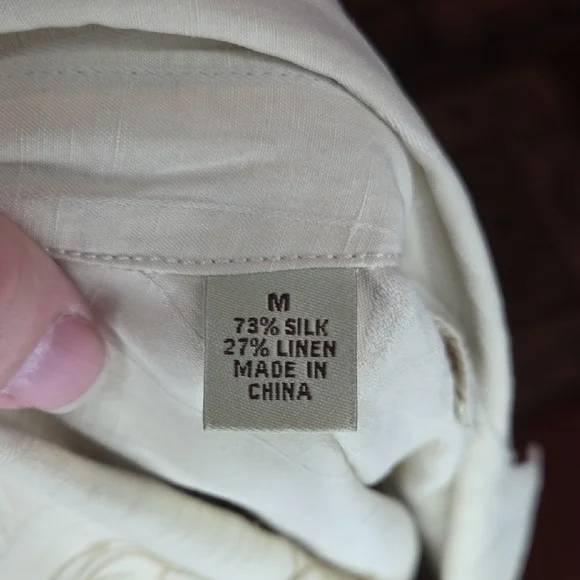 M
73% SILK
27% LINEN
MADE IN
CHINA